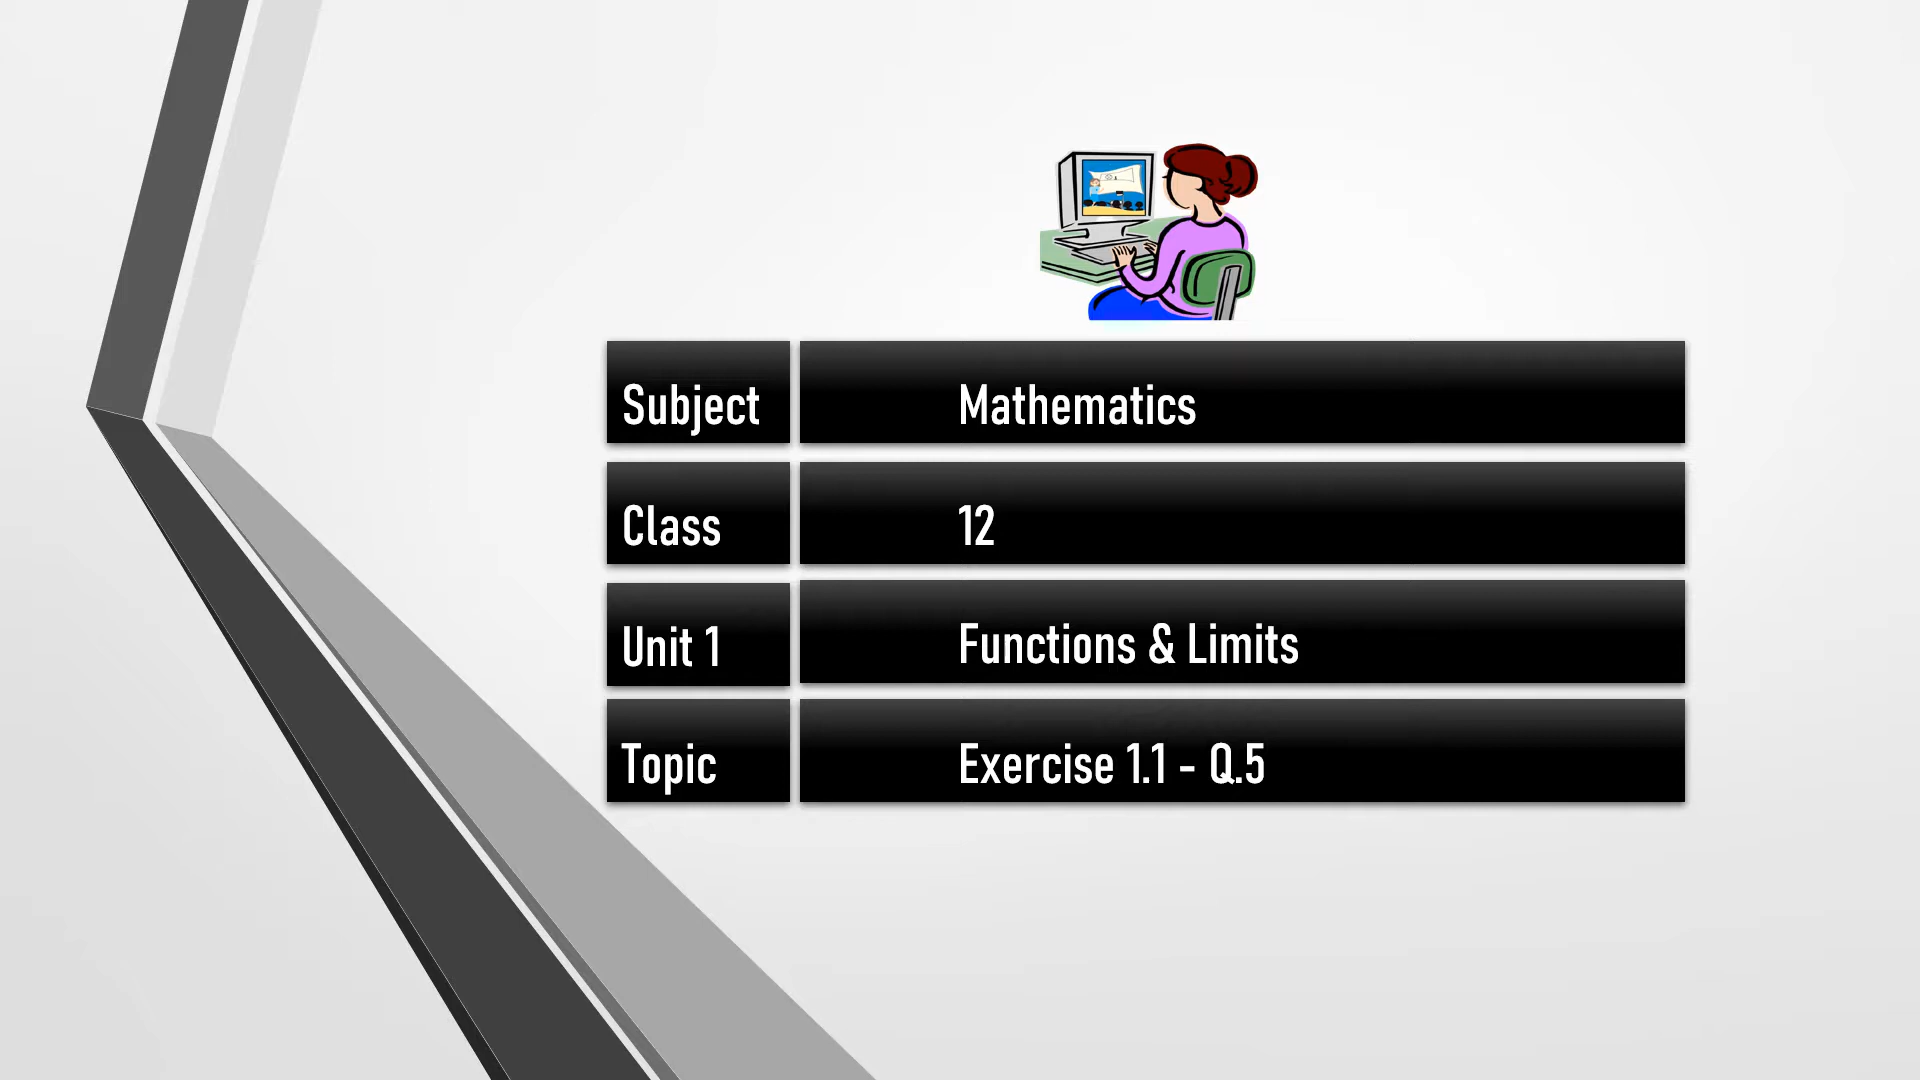 Subject Mathematics
Class 12
Unit 1 Functions & Limits
Topic Exercise 1.1 - Q.5